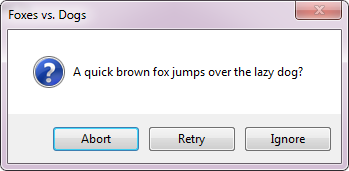 Foxes vs. Dogs
A quick brown fox jumps over the lazy dog?
Abort Retry Ignore